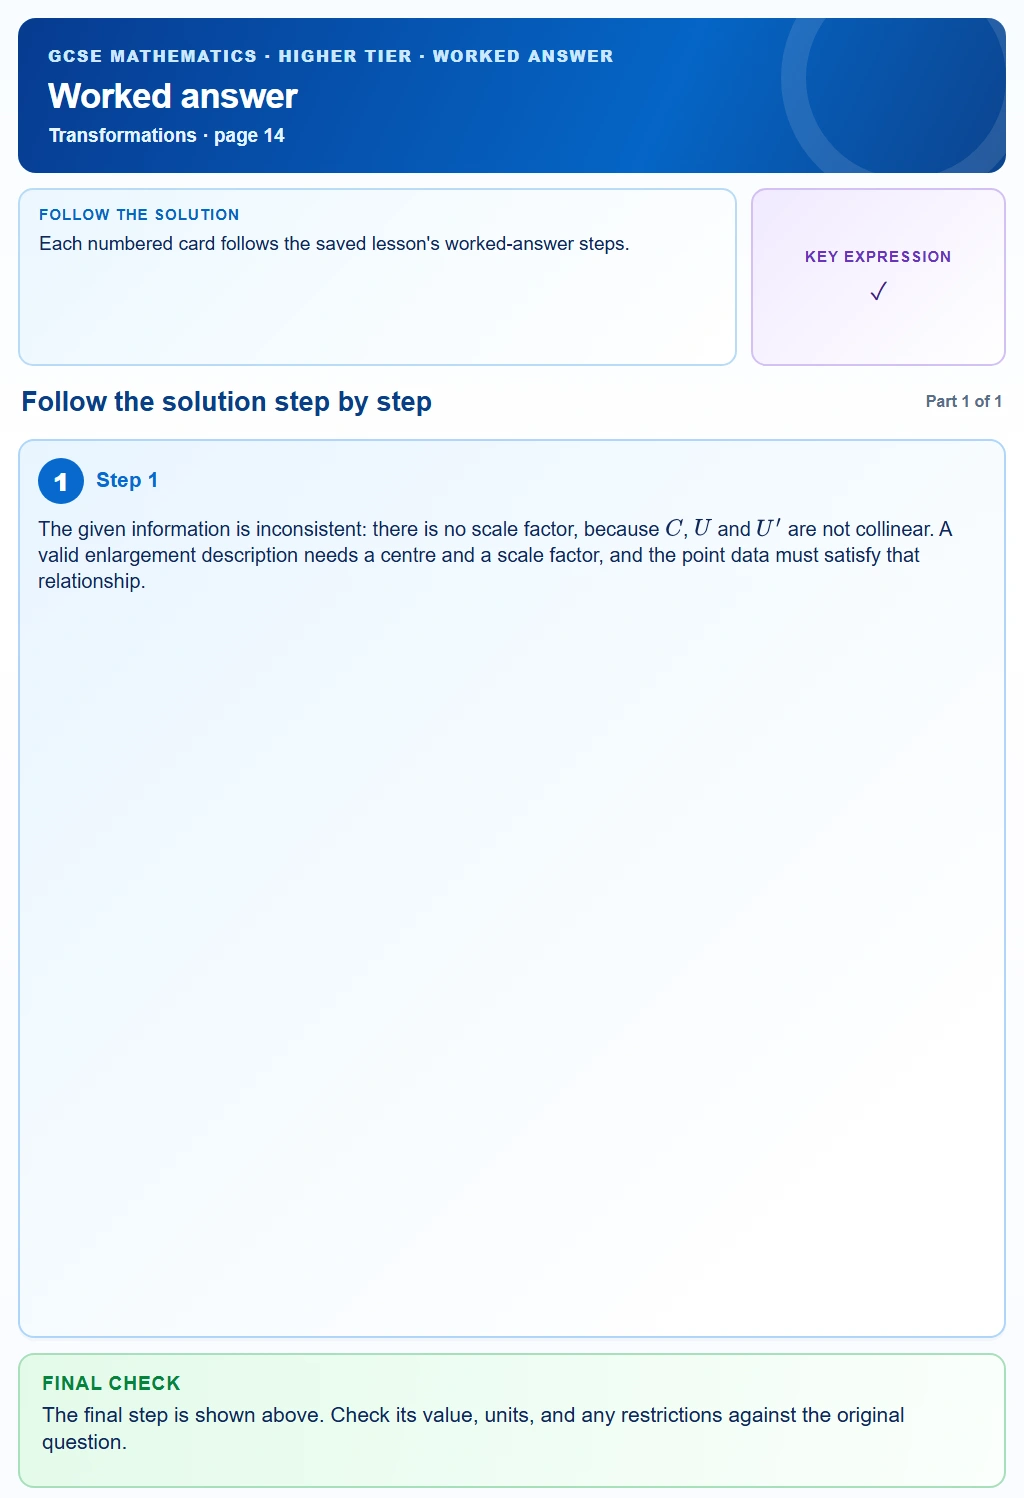 GCSE MATHEMATICS · HIGHER TIER · WORKED ANSWER
Worked answer
Transformations · page 14
FOLLOW THE SOLUTION
Each numbered card follows the saved lesson's worked-answer steps.
KEY EXPRESSION
✓
Follow the solution step by step
Part 1 of 1
1 Step 1
The given information is inconsistent: there is no scale factor, because C, U and U′ are not collinear. A
valid enlargement description needs a centre and a scale factor, and the point data must satisfy that
relationship.
FINAL CHECK
The final step is shown above. Check its value, units, and any restrictions against the original
question.